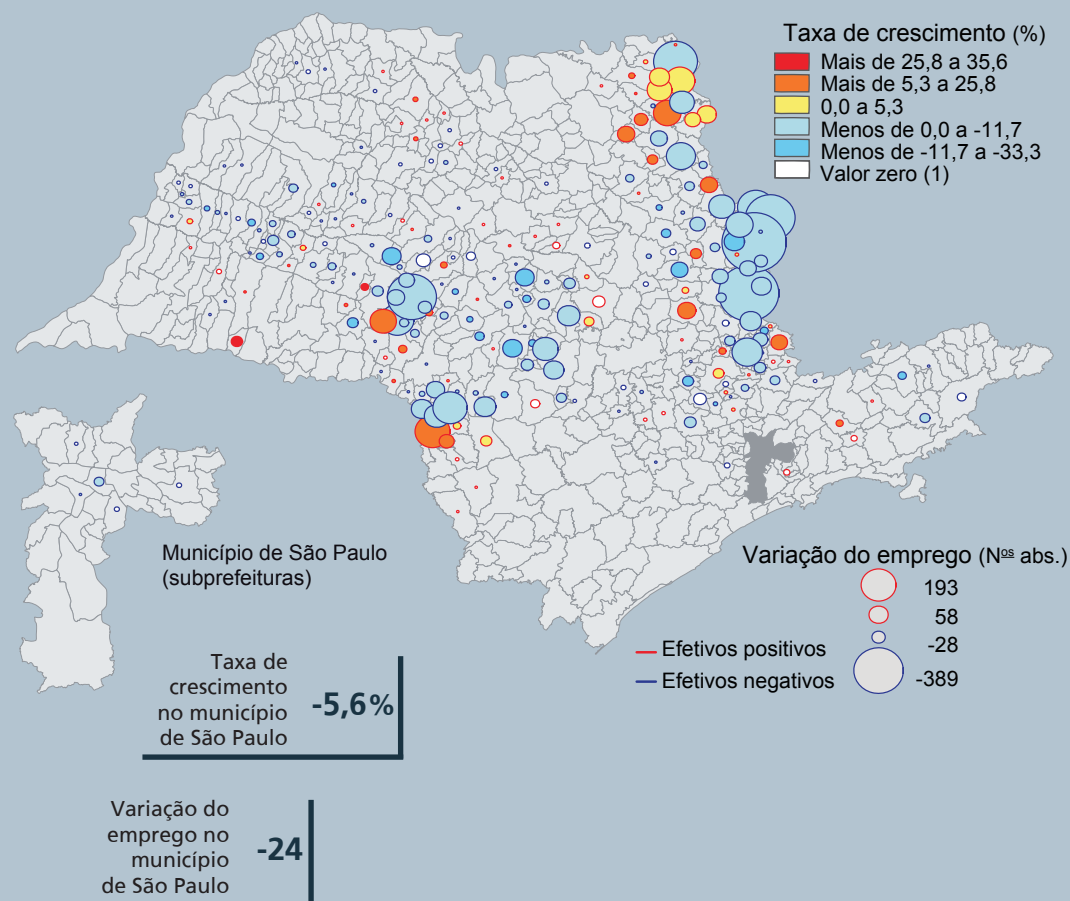 Taxa de crescimento (%)
Mais de 25,8 a 35,6
Mais de 5,3 a 25,8
0,0 a 5,3
Menos de 0,0 a -11,7
Menos de -11,7 a -33,3
Valor zero (1)
Município de São Paulo
(subprefeituras)
Variação do emprego (Nos abs.)
193
58
-28
-389
Efetivos positivos
Efetivos negativos
Taxa de
crescimento
no município
de São Paulo
-5,6%
Variação do
emprego no
município
de São Paulo
-24